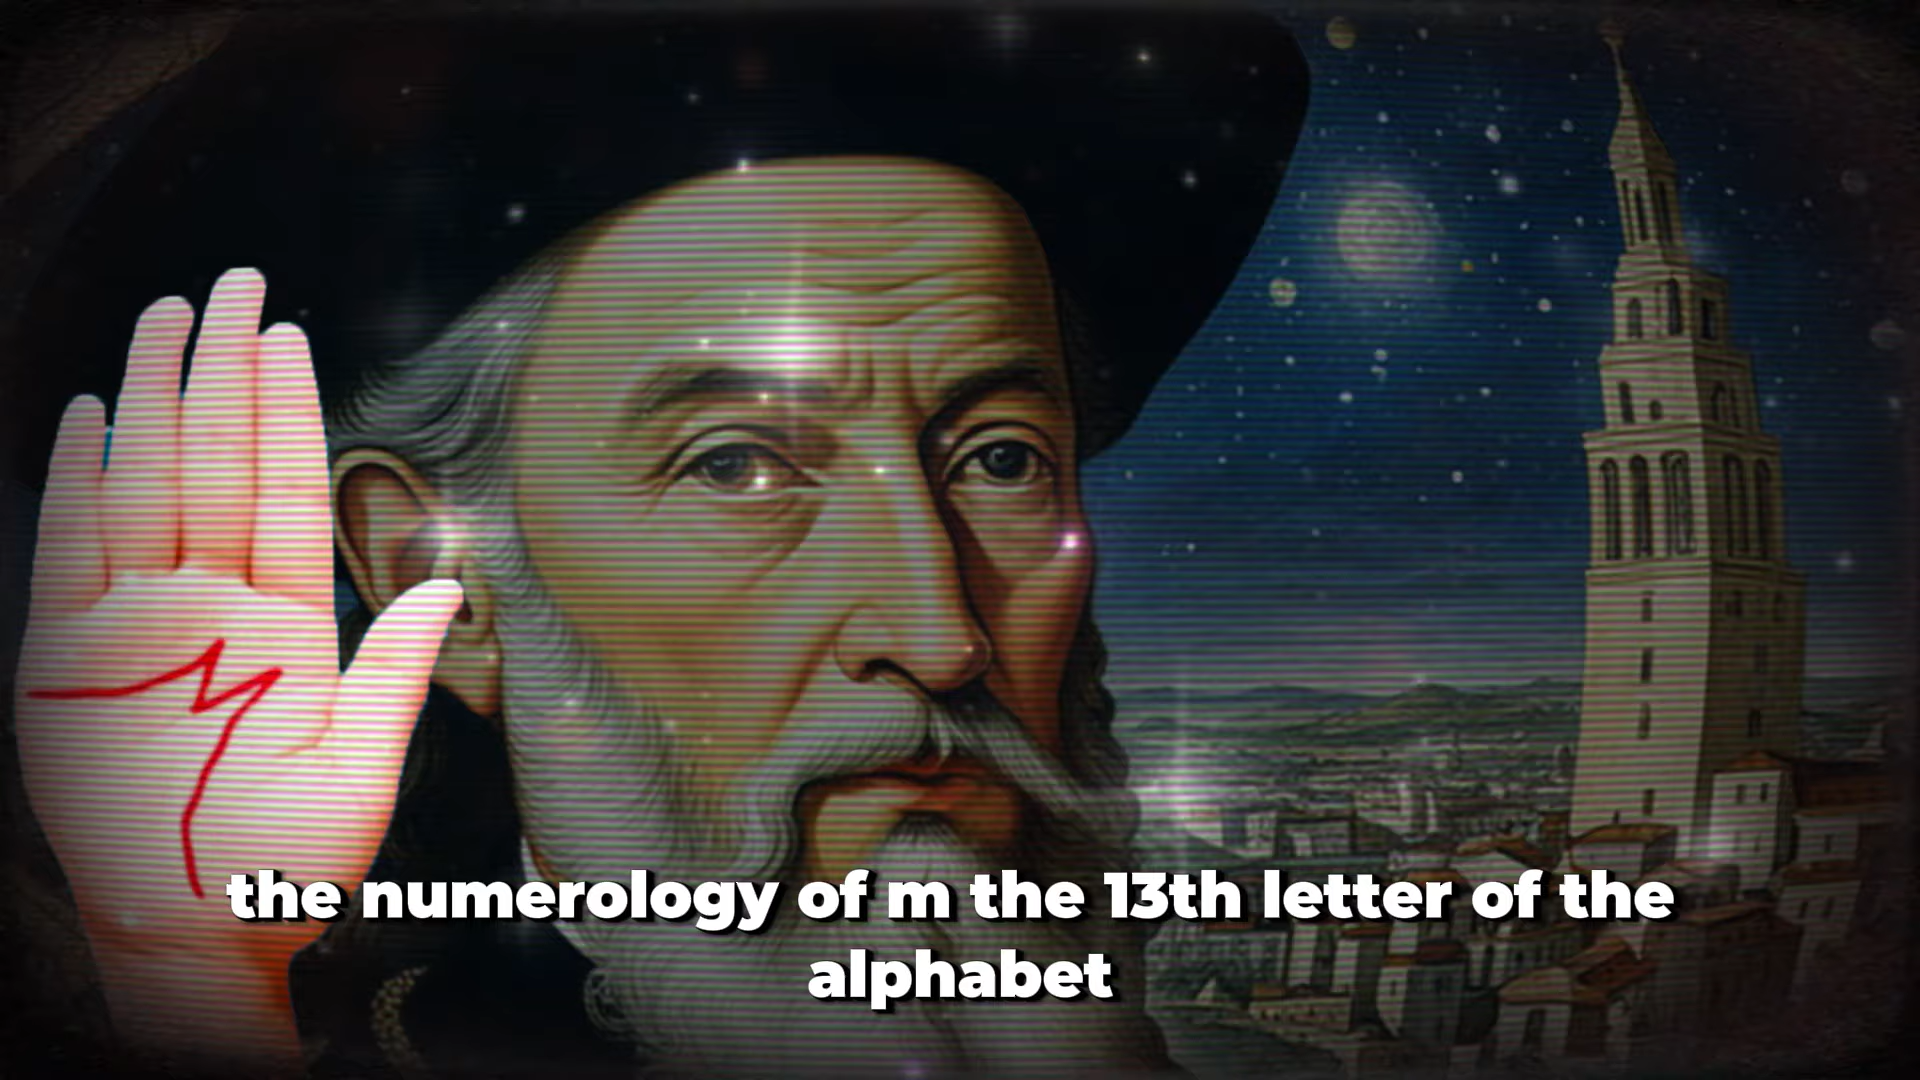 the numerology of m the 13th letter of the
alphabet